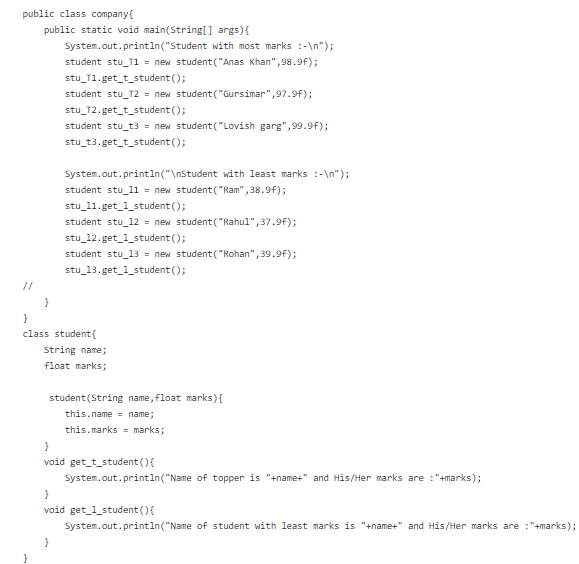 public class company{
    public static void main(String[] args){
        System.out.println("Student with most marks :-\n");
        student stu_T1 = new student("Anas Khan",98.9f);
        stu_T1.get_t_student();
        student stu_T2 = new student("Gursimar",97.9f);
        stu_T2.get_t_student();
        student stu_t3 = new student("Lovish garg",99.9f);
        stu_t3.get_t_student();

        System.out.println("\nStudent with least marks :-\n");
        student stu_l1 = new student("Ram",38.9f);
        stu_l1.get_l_student();
        student stu_l2 = new student("Rahul",37.9f);
        stu_l2.get_l_student();
        student stu_l3 = new student("Rohan",39.9f);
        stu_l3.get_l_student();
//
    }
}
class student{
    String name;
    float marks;

     student(String name,float marks){
        this.name = name;
        this.marks = marks;
    }
    void get_t_student(){
        System.out.println("Name of topper is "+name+" and His/Her marks are :"+marks);
    }
    void get_l_student(){
        System.out.println("Name of student with least marks is "+name+" and His/Her marks are :"+marks);
    }
}